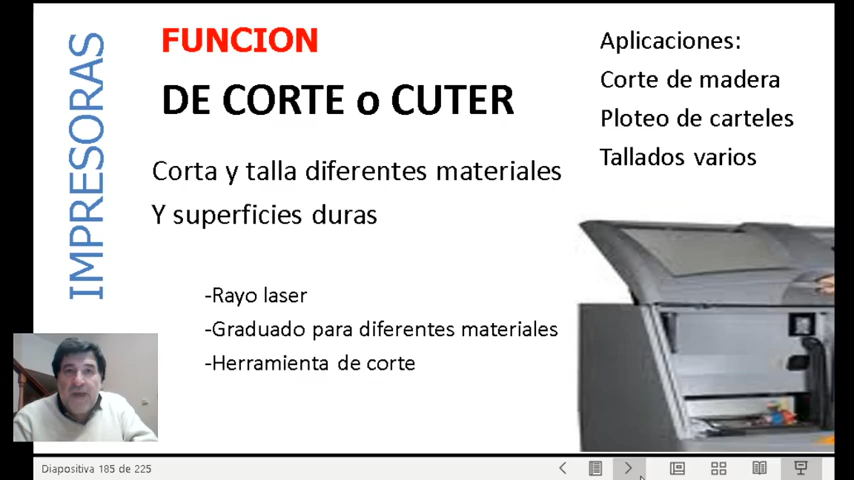 IMPRESORAS
FUNCION
DE CORTE o CUTER
Corta y talla diferentes materiales
Y superficies duras
-Rayo laser
-Graduado para diferentes materiales
-Herramienta de corte
Aplicaciones:
Corte de madera
Ploteo de carteles
Tallados varios
Diapositiva 185 de 225